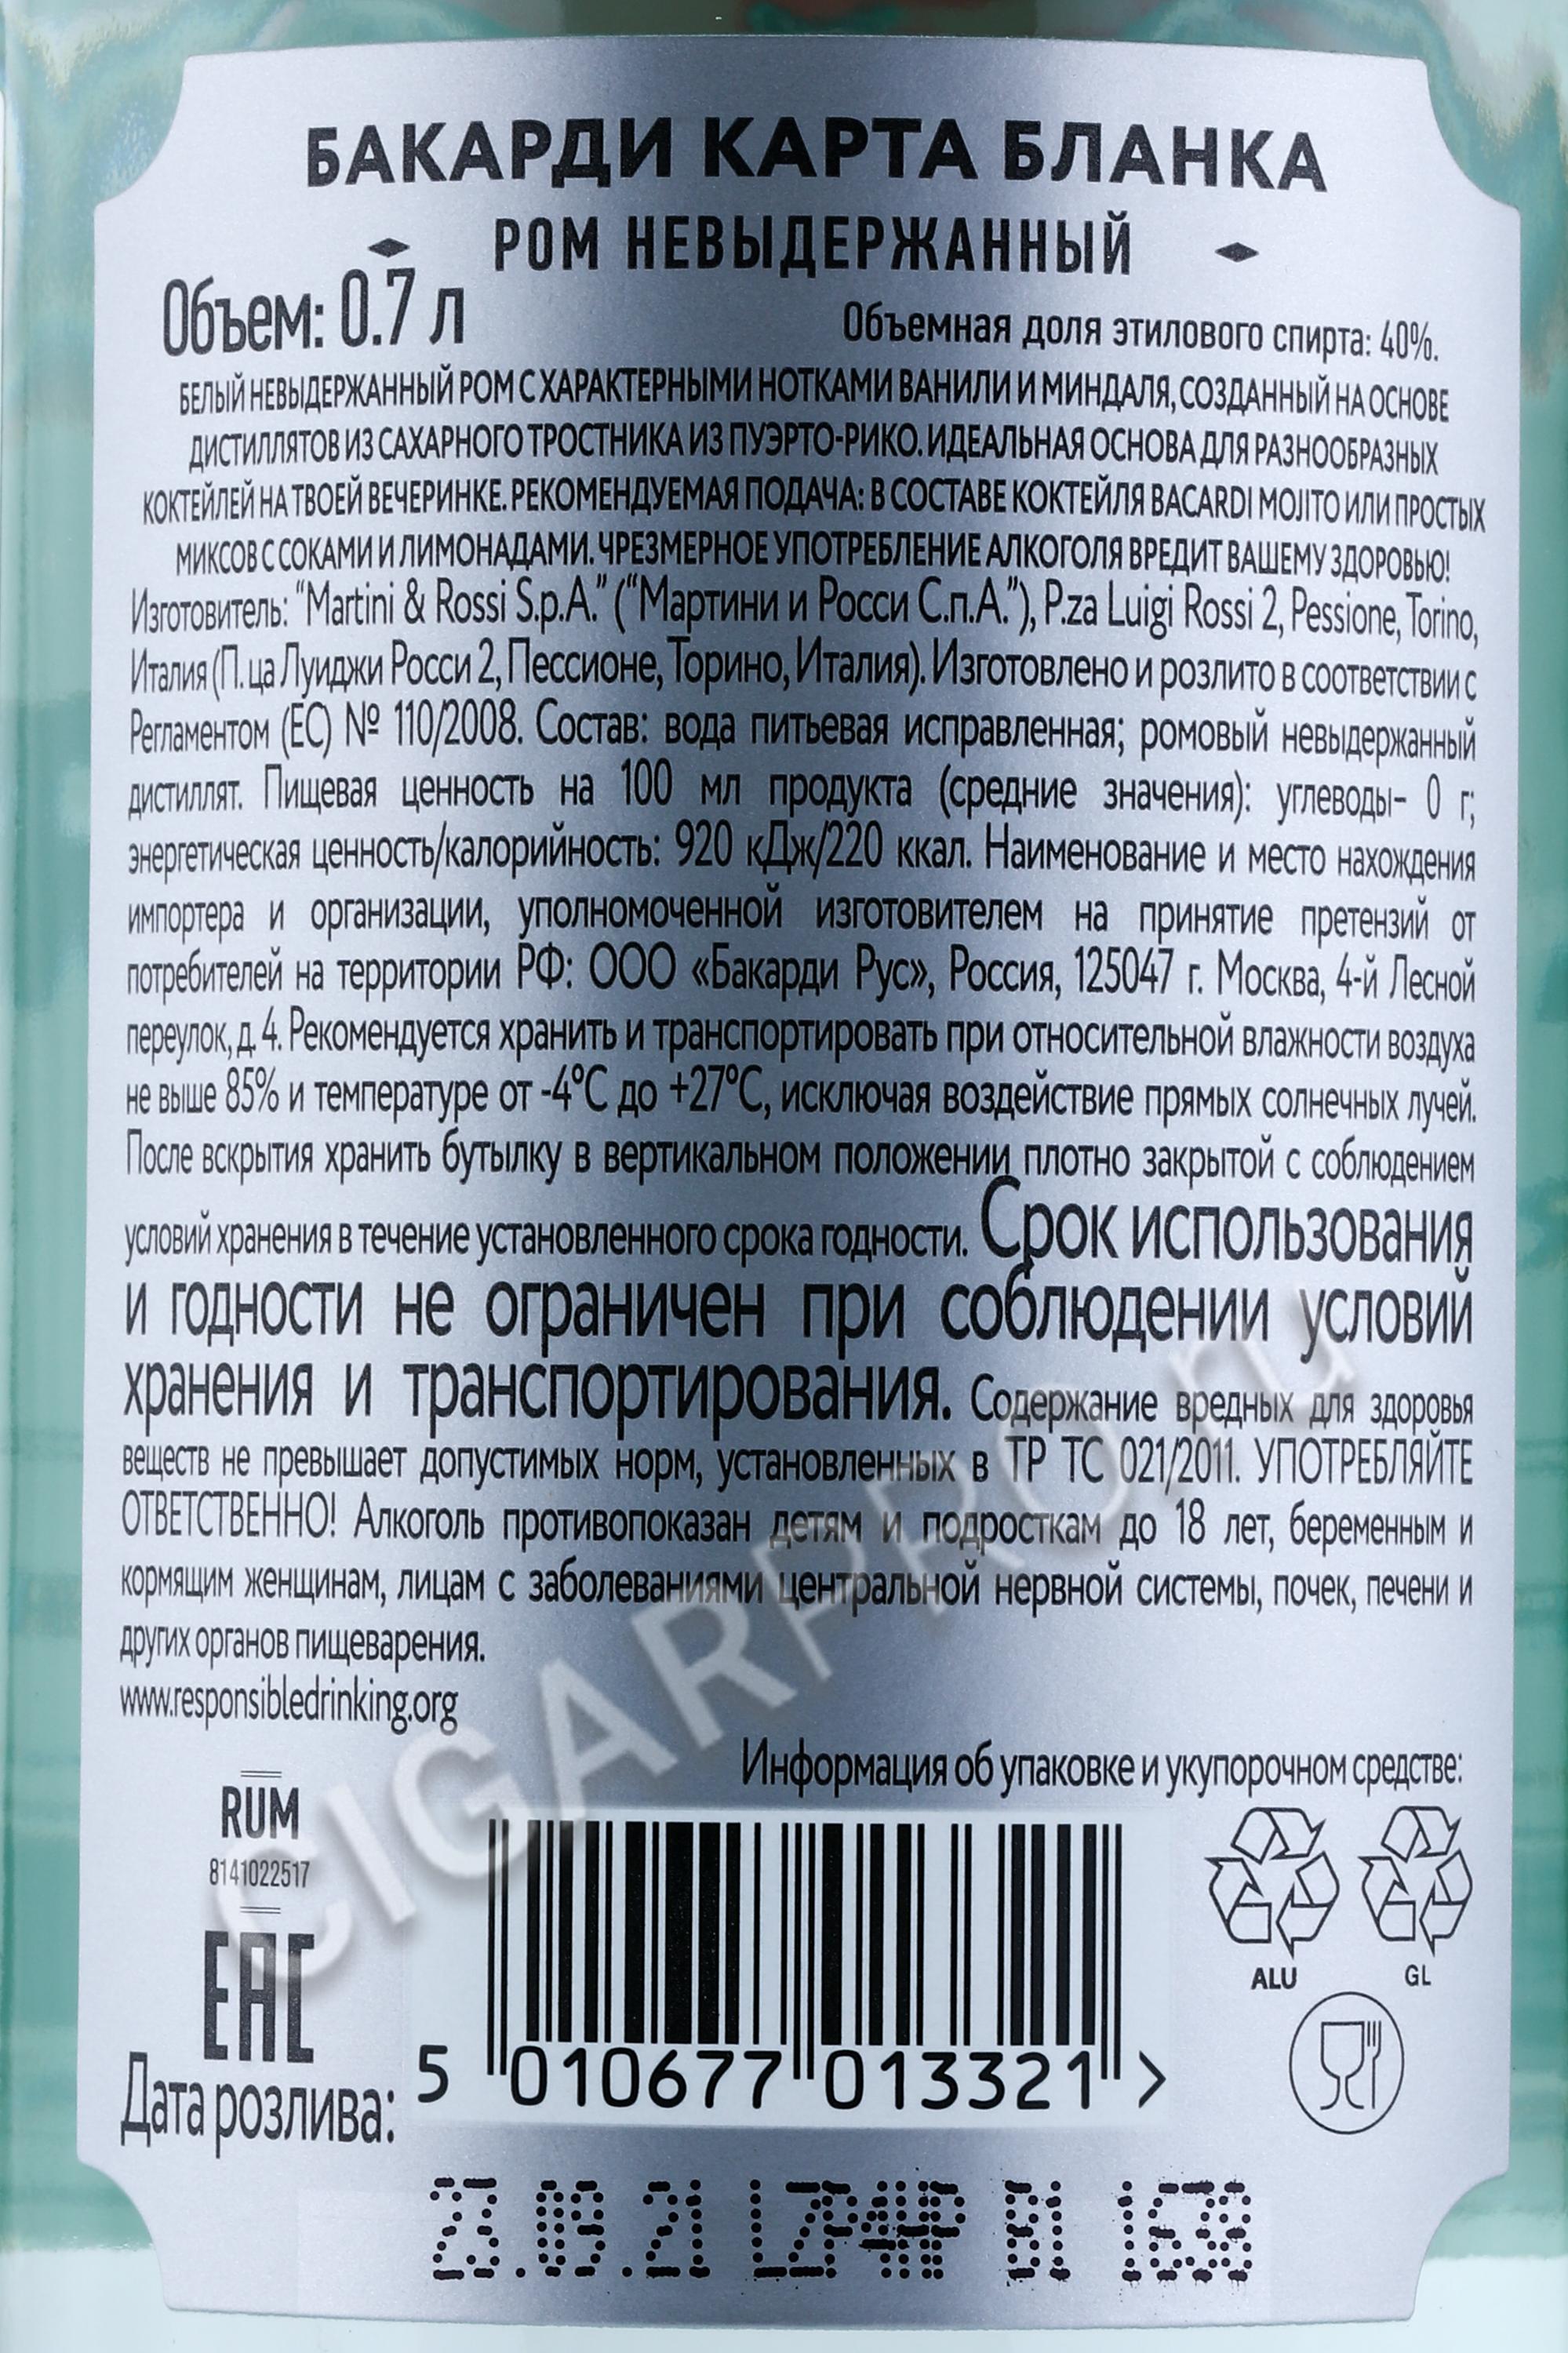 БАКАРДИ КАРТА БЛАНКА
РОМ НЕВЫДЕРЖАННЫЙ
Объем: 0.7 л
Объемная доля этилового спирта: 40%.
БЕЛЫЙ НЕВЫДЕРЖАННЫЙ РОМ С ХАРАКТЕРНЫМИ НОТКАМИ ВАНИЛИ И МИНДАЛЯ, СОЗДАННЫЙ НА ОСНОВЕ
ДИСТИЛЛЯТОВ ИЗ САХАРНОГО ТРОСТНИКА ИЗ ПУЭРТО-РИКО. ИДЕАЛЬНАЯ ОСНОВА ДЛЯ РАЗНООБРАЗНЫХ
КОКТЕЙЛЕЙ НА ТВОЕЙ ВЕЧЕРИНКЕ. РЕКОМЕНДУЕМАЯ ПОДАЧА: В СОСТАВЕ КОКТЕЙЛЯ BACARDI MOJITO ИЛИ ПРОСТЫХ
МИКСОВ С СОКАМИ И ЛИМОНАДАМИ. ЧРЕЗМЕРНОЕ УПОТРЕБЛЕНИЕ АЛКОГОЛЯ ВРЕДИТ ВАШЕМУ ЗДОРОВЬЮ!
Изготовитель: “Martini & Rossi S.p.A.” (“Мартини и Росси С.п.А.”), P.za Luigi Rossi 2, Pessione, Torino,
Италия (П.ца Луиджи Росси 2, Пессионе, Торино, Италия). Изготовлено и розлито в соответствии с
Регламентом (ЕС) № 110/2008. Состав: вода питьевая исправленная; ромовый невыдержанный
дистиллят. Пищевая ценность на 100 мл продукта (средние значения): углеводы- 0 г;
энергетическая ценность/калорийность: 920 кДж/220 ккал. Наименование и место нахождения
импортера и организации, уполномоченной изготовителем на принятие претензий от
потребителей на территории РФ: ООО «Бакарди Рус», Россия, 125047 г. Москва, 4-й Лесной
переулок, д. 4. Рекомендуется хранить и транспортировать при относительной влажности воздуха
не выше 85% и температуре от -4°C до +27°C, исключая воздействие прямых солнечных лучей.
После вскрытия хранить бутылку в вертикальном положении плотно закрытой с соблюдением
условий хранения в течение установленного срока годности. Срок использования
и годности не ограничен при соблюдении условий
хранения и транспортирования. Содержание вредных для здоровья
веществ не превышает допустимых норм, установленных в ТР ТС 021/2011. УПОТРЕБЛЯЙТЕ
ОТВЕТСТВЕННО! Алкоголь противопоказан детям и подросткам до 18 лет, беременным и
кормящим женщинам, лицам с заболеваниями центральной нервной системы, почек, печени и
других органов пищеварения.
www.responsibledrinking.org
Информация об упаковке и укупорочном средстве:
RUM
8141022517
EAC
ALU
GL
Дата розлива:
5 010677 013321 >
23.09.21 LZP41P B1 1638
CIGARPRO.ru